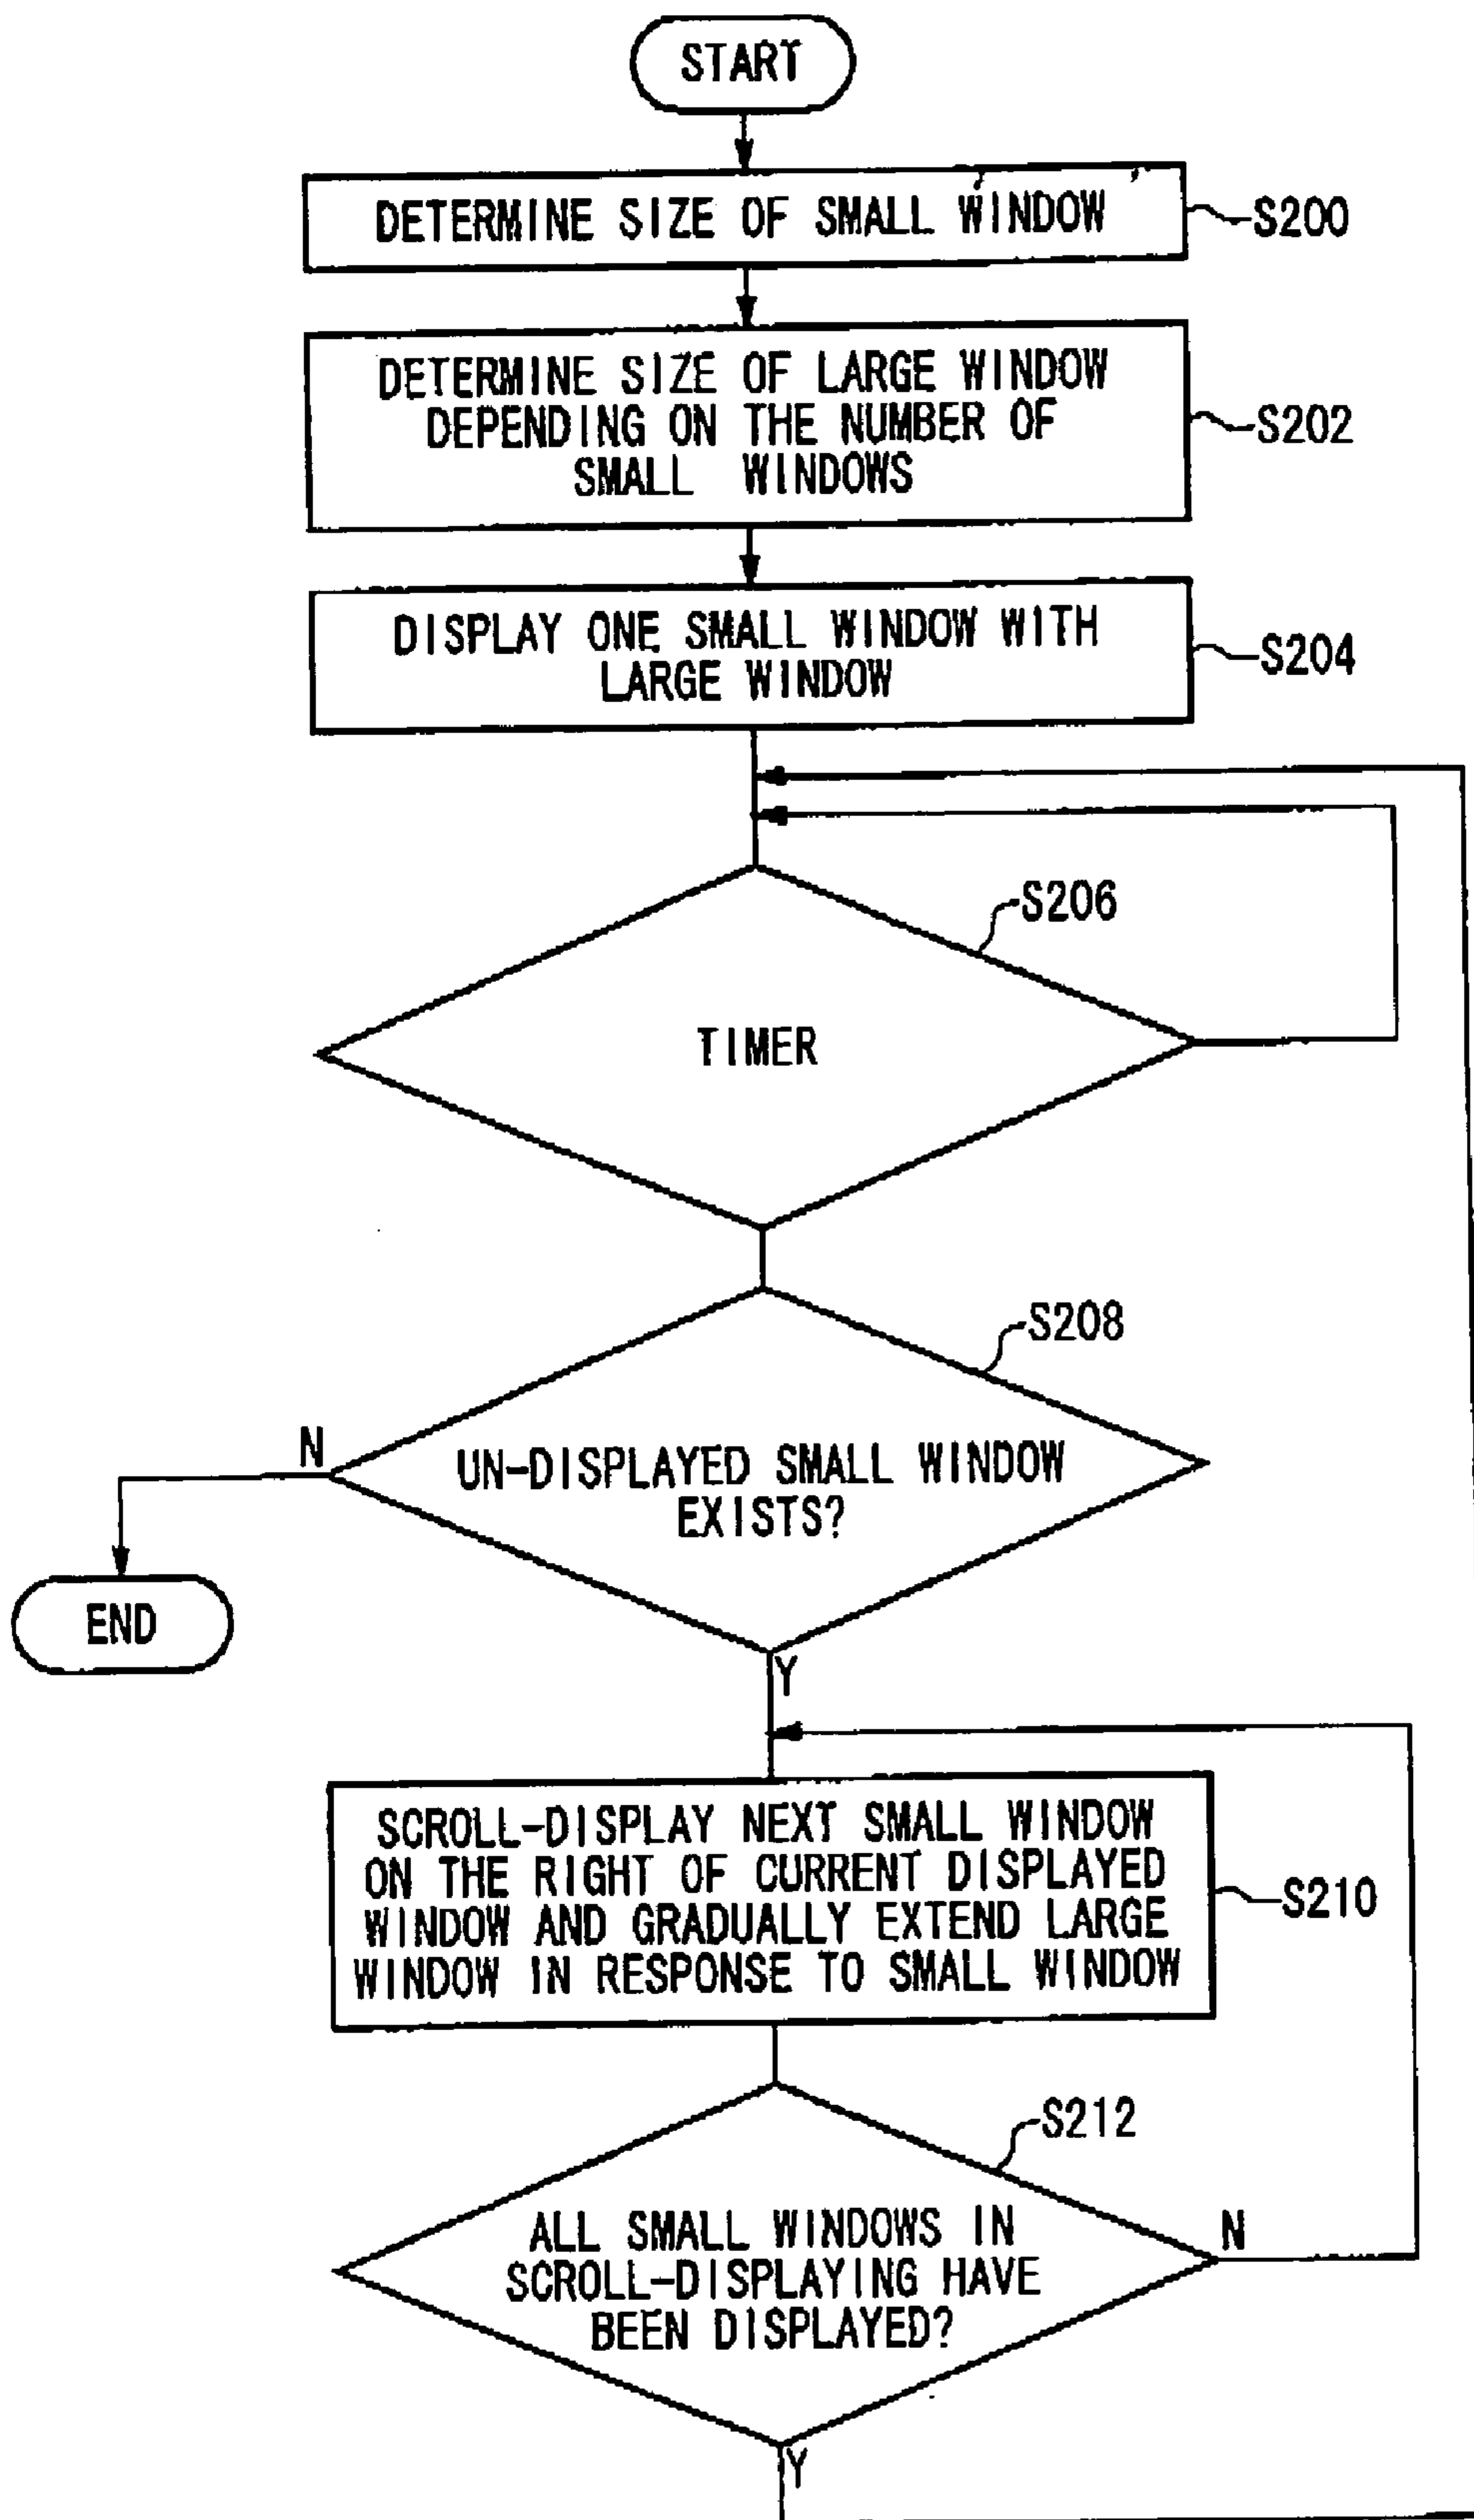 START
DETERMINE SIZE OF SMALL WINDOW
S200
DETERMINE SIZE OF LARGE WINDOW
DEPENDING ON THE NUMBER OF
SMALL WINDOWS
S202
DISPLAY ONE SMALL WINDOW WITH
LARGE WINDOW
S204
S206
TIMER
S208
N
UN-DISPLAYED SMALL WINDOW
EXISTS?
END
Y
SCROLL-DISPLAY NEXT SMALL WINDOW
ON THE RIGHT OF CURRENT DISPLAYED
WINDOW AND GRADUALLY EXTEND LARGE
WINDOW IN RESPONSE TO SMALL WINDOW
S210
S212
ALL SMALL WINDOWS IN
SCROLL-DISPLAYING HAVE
BEEN DISPLAYED?
N
Y